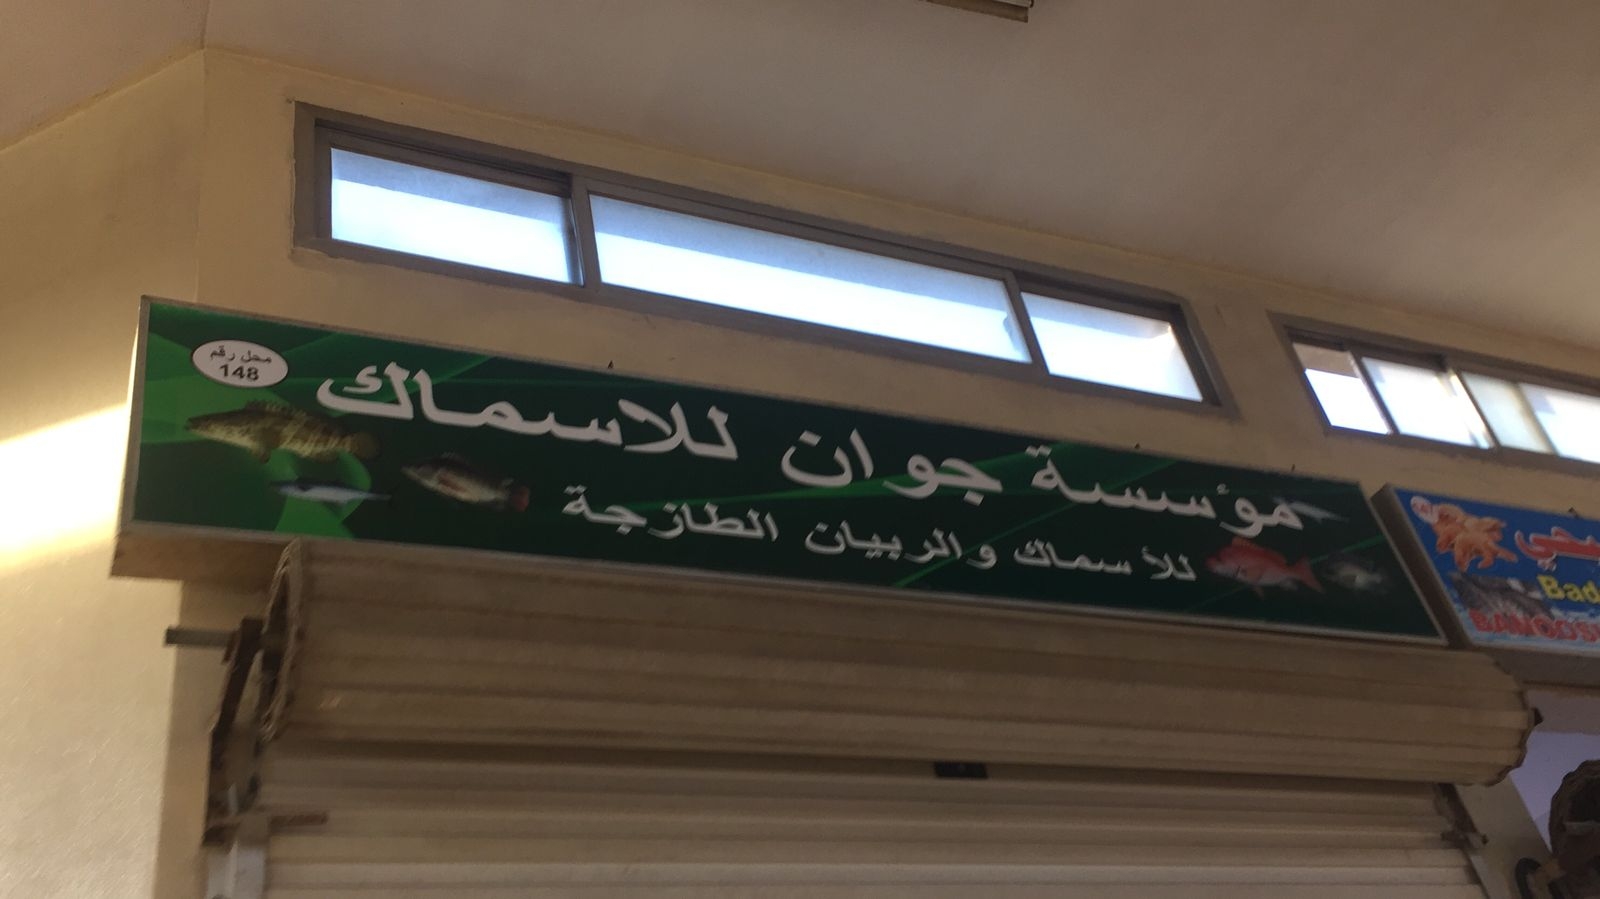 مؤسسة جوان للاسماك
للأسماك والربيان الطازجة
محل رقم
148